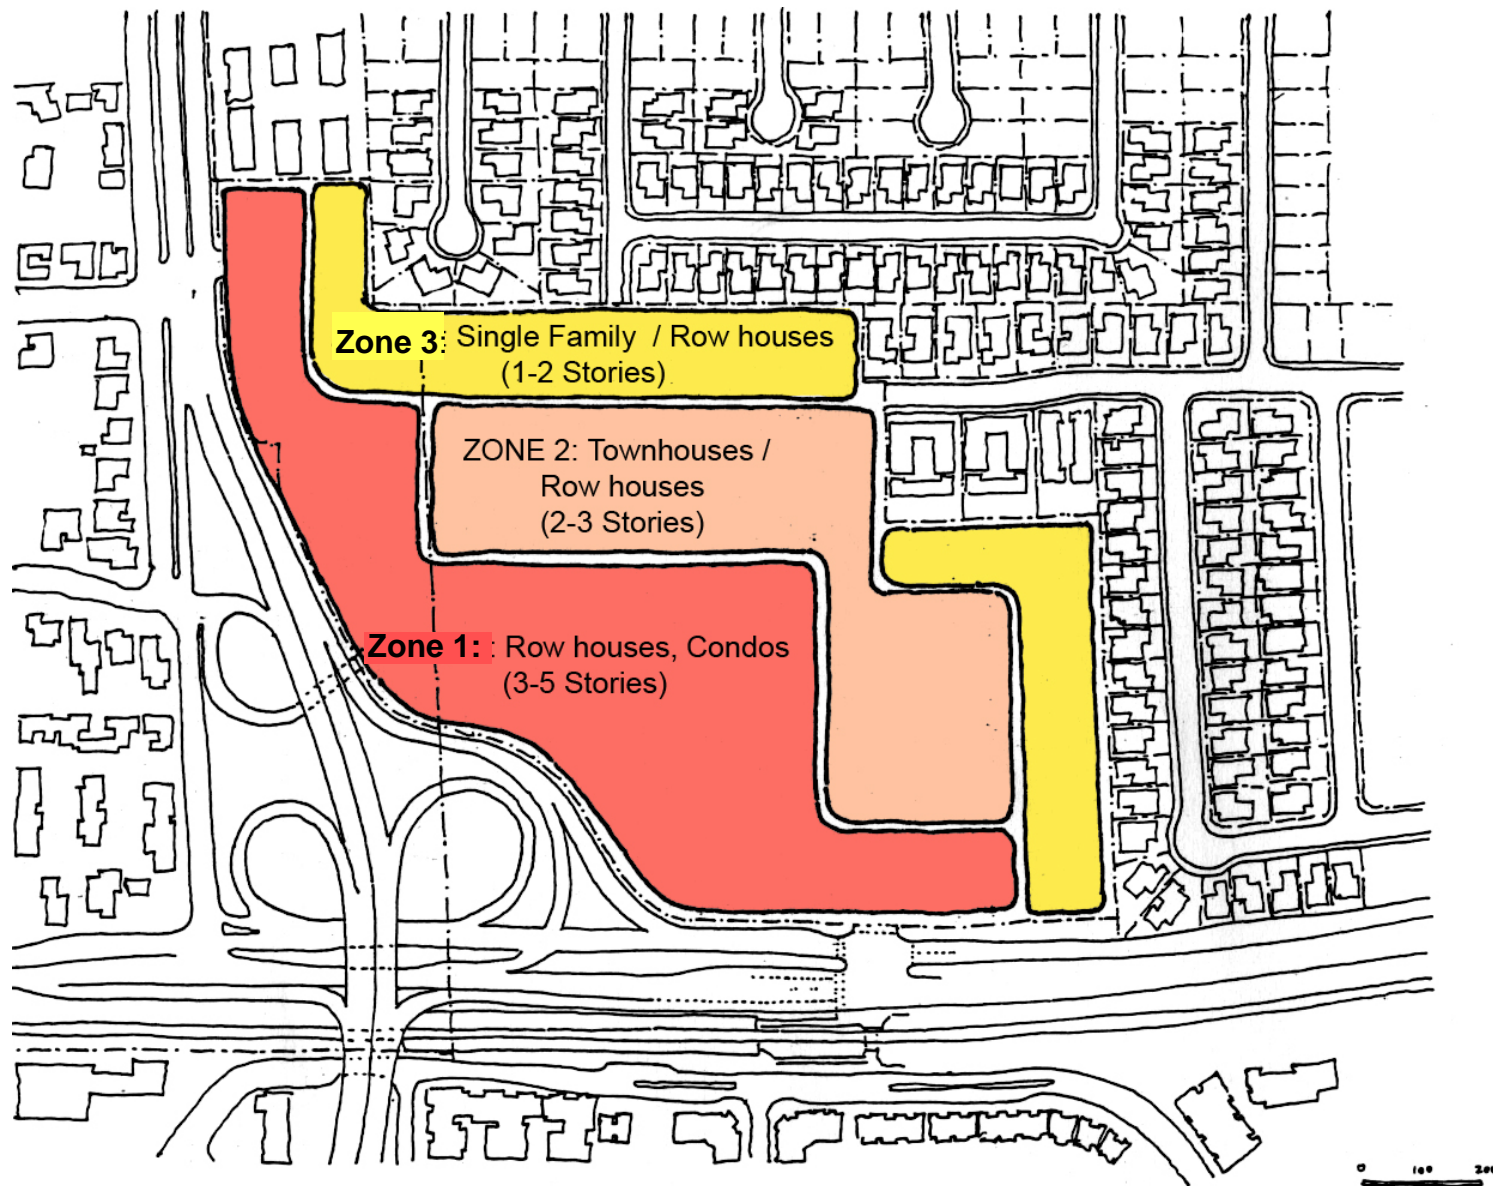 Zone 3: Single Family / Row houses
(1-2 Stories)
ZONE 2: Townhouses /
Row houses
(2-3 Stories)
Zone 1: : Row houses, Condos
(3-5 Stories)
0 100 200